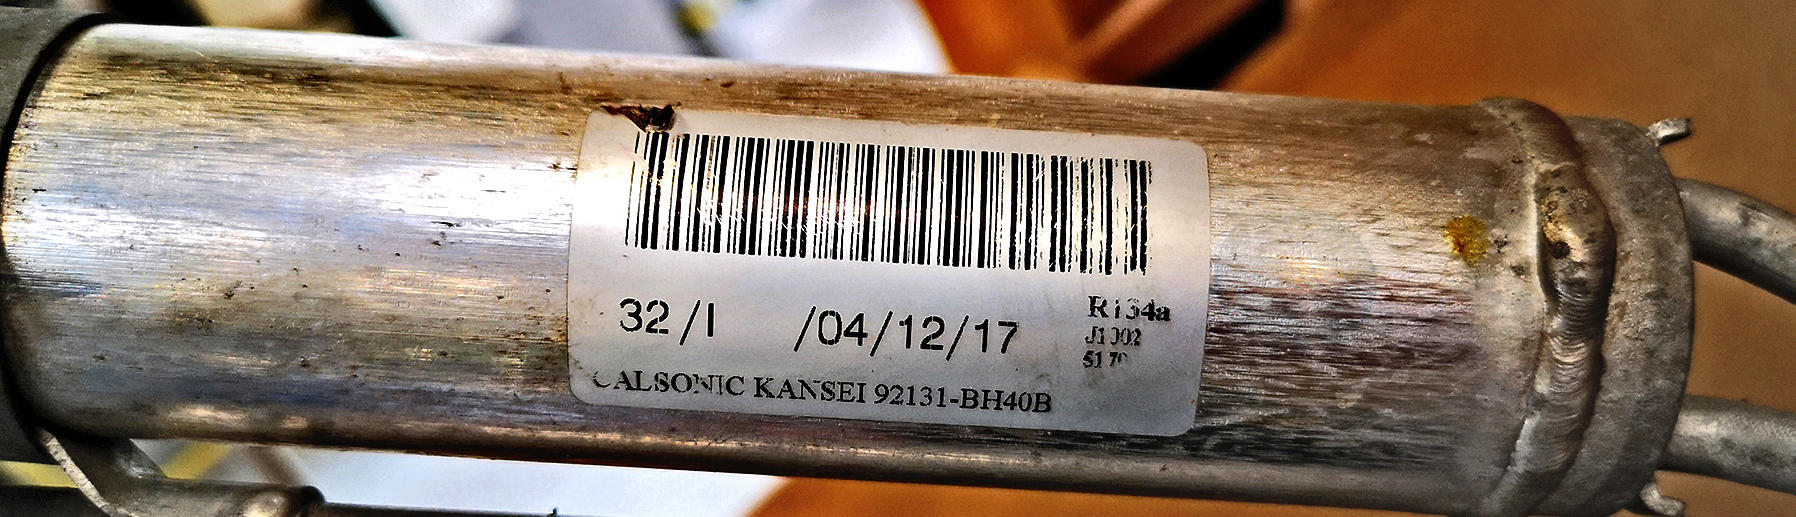 32 /I /04/12/17
R134a
CALSONIC KANSEI 92131-BH40B